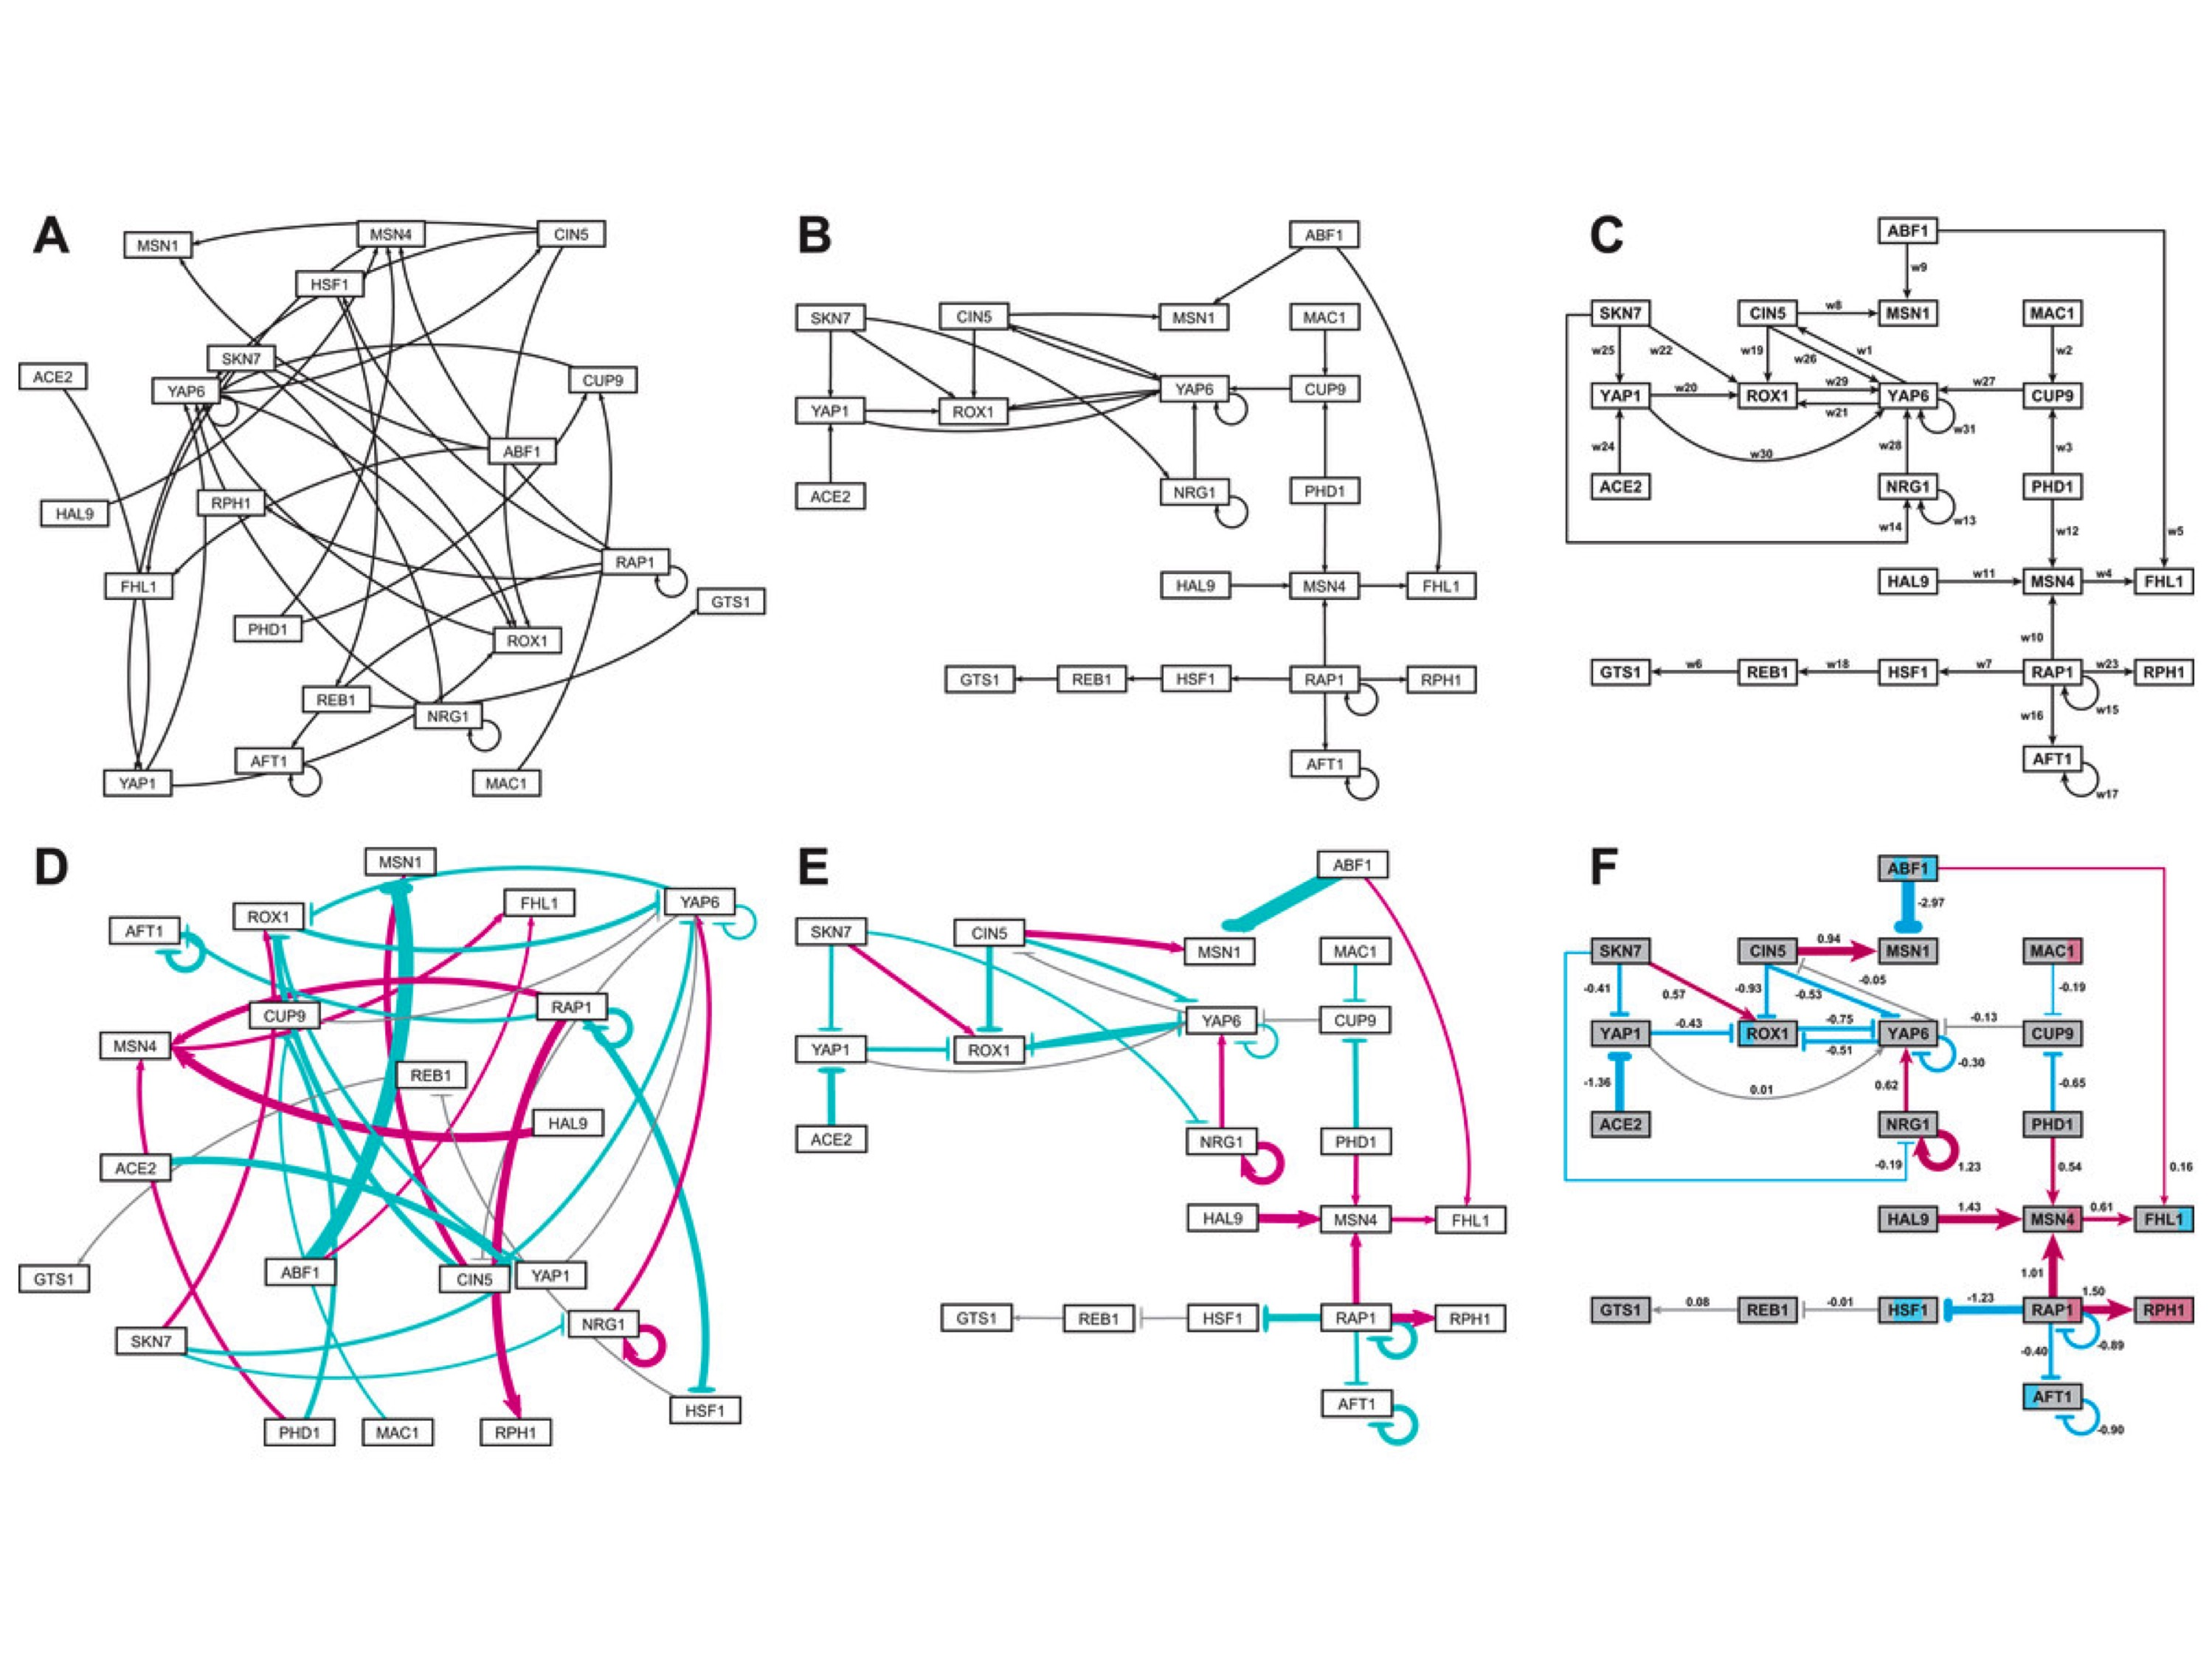 A
MSN1
MSN4
CIN5
HSF1
SKN7
ACE2
YAP6
CUP9
ABF1
HAL9
RPH1
RAP1
FHL1
GTS1
PHD1
ROX1
REB1
NRG1
AFT1
YAP1
MAC1
B
ABF1
SKN7
CIN5
MSN1
MAC1
YAP6
CUP9
YAP1
ROX1
ACE2
NRG1
PHD1
HAL9
MSN4
FHL1
GTS1
REB1
HSF1
RAP1
RPH1
AFT1
C
ABF1
w9
SKN7
CIN5
w8
MSN1
MAC1
w25
w22
w19
w26
w1
w2
YAP1
w20
ROX1
w29
w21
YAP6
w27
CUP9
w31
w24
w30
w28
w3
ACE2
NRG1
PHD1
w14
w13
w12
w5
HAL9
w11
MSN4
w4
FHL1
w10
GTS1
w6
REB1
w18
HSF1
w7
RAP1
w23
RPH1
w15
w16
AFT1
w17
D
MSN1
YAP6
FHL1
ROX1
AFT1
RAP1
CUP9
MSN4
REB1
HAL9
ACE2
GTS1
ABF1
CIN5
YAP1
NRG1
SKN7
HSF1
PHD1
MAC1
RPH1
E
ABF1
SKN7
CIN5
MSN1
MAC1
YAP6
CUP9
YAP1
ROX1
ACE2
NRG1
PHD1
HAL9
MSN4
FHL1
GTS1
REB1
HSF1
RAP1
RPH1
AFT1
F
ABF1
-2.97
SKN7
CIN5
0.94
MSN1
MAC1
-0.41
0.57
-0.93
-0.53
-0.05
-0.19
YAP1
-0.43
ROX1
-0.75
-0.51
YAP6
-0.13
CUP9
-0.30
-1.36
0.01
0.62
-0.65
ACE2
NRG1
PHD1
-0.19
1.23
0.54
0.16
HAL9
1.43
MSN4
0.61
FHL1
1.01
GTS1
0.08
REB1
-0.01
HSF1
-1.23
RAP1
1.50
RPH1
-0.89
-0.40
AFT1
-0.90